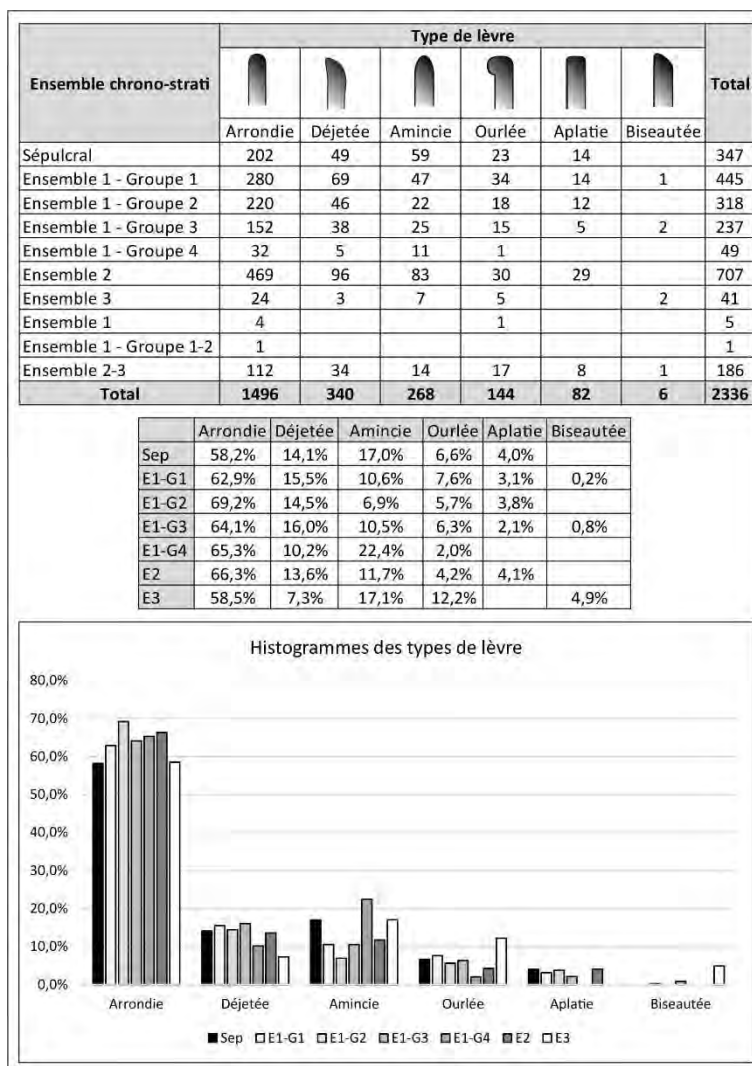 Ensemble chrono-strati Type de lèvre Total
Arrondie Déjetée Amincie Ourlée Aplatie Biseautée
Sépulcral 202 49 59 23 14 347
Ensemble 1 - Groupe 1 280 69 47 34 14 1 445
Ensemble 1 - Groupe 2 220 46 22 18 12 318
Ensemble 1 - Groupe 3 152 38 25 15 5 2 237
Ensemble 1 - Groupe 4 32 5 11 1 49
Ensemble 2 469 96 83 30 29 707
Ensemble 3 24 3 7 5 2 41
Ensemble 1 4 1 5
Ensemble 1 - Groupe 1-2 1 1
Ensemble 2-3 112 34 14 17 8 1 186
Total 1496 340 268 144 82 6 2336
Arrondie Déjetée Amincie Ourlée Aplatie Biseautée
Sep 58,2% 14,1% 17,0% 6,6% 4,0%
E1-G1 62,9% 15,5% 10,6% 7,6% 3,1% 0,2%
E1-G2 69,2% 14,5% 6,9% 5,7% 3,8%
E1-G3 64,1% 16,0% 10,5% 6,3% 2,1% 0,8%
E1-G4 65,3% 10,2% 22,4% 2,0%
E2 66,3% 13,6% 11,7% 4,2% 4,1%
E3 58,5% 7,3% 17,1% 12,2% 4,9%
Histogrammes des types de lèvre
80,0%
70,0%
60,0%
50,0%
40,0%
30,0%
20,0%
10,0%
0,0%
Arrondie Déjetée Amincie Ourlée Aplatie Biseautée
Sep E1-G1 E1-G2 E1-G3 E1-G4 E2 E3